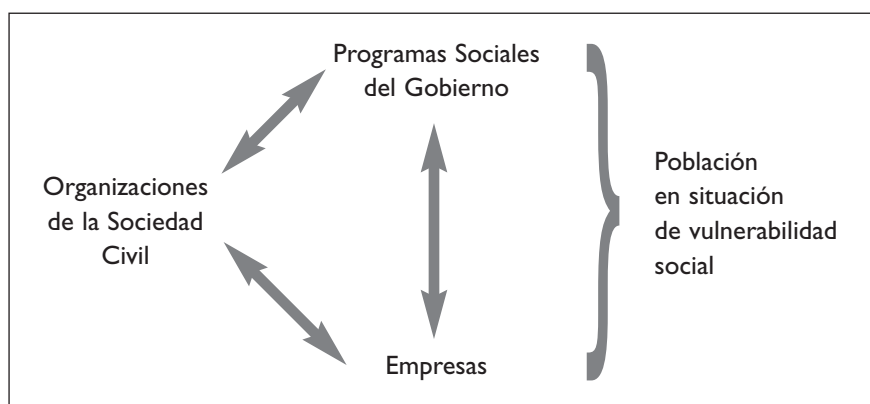 Programas Sociales
del Gobierno
Organizaciones
de la Sociedad
Civil
Población
en situación
de vulnerabilidad
social
Empresas